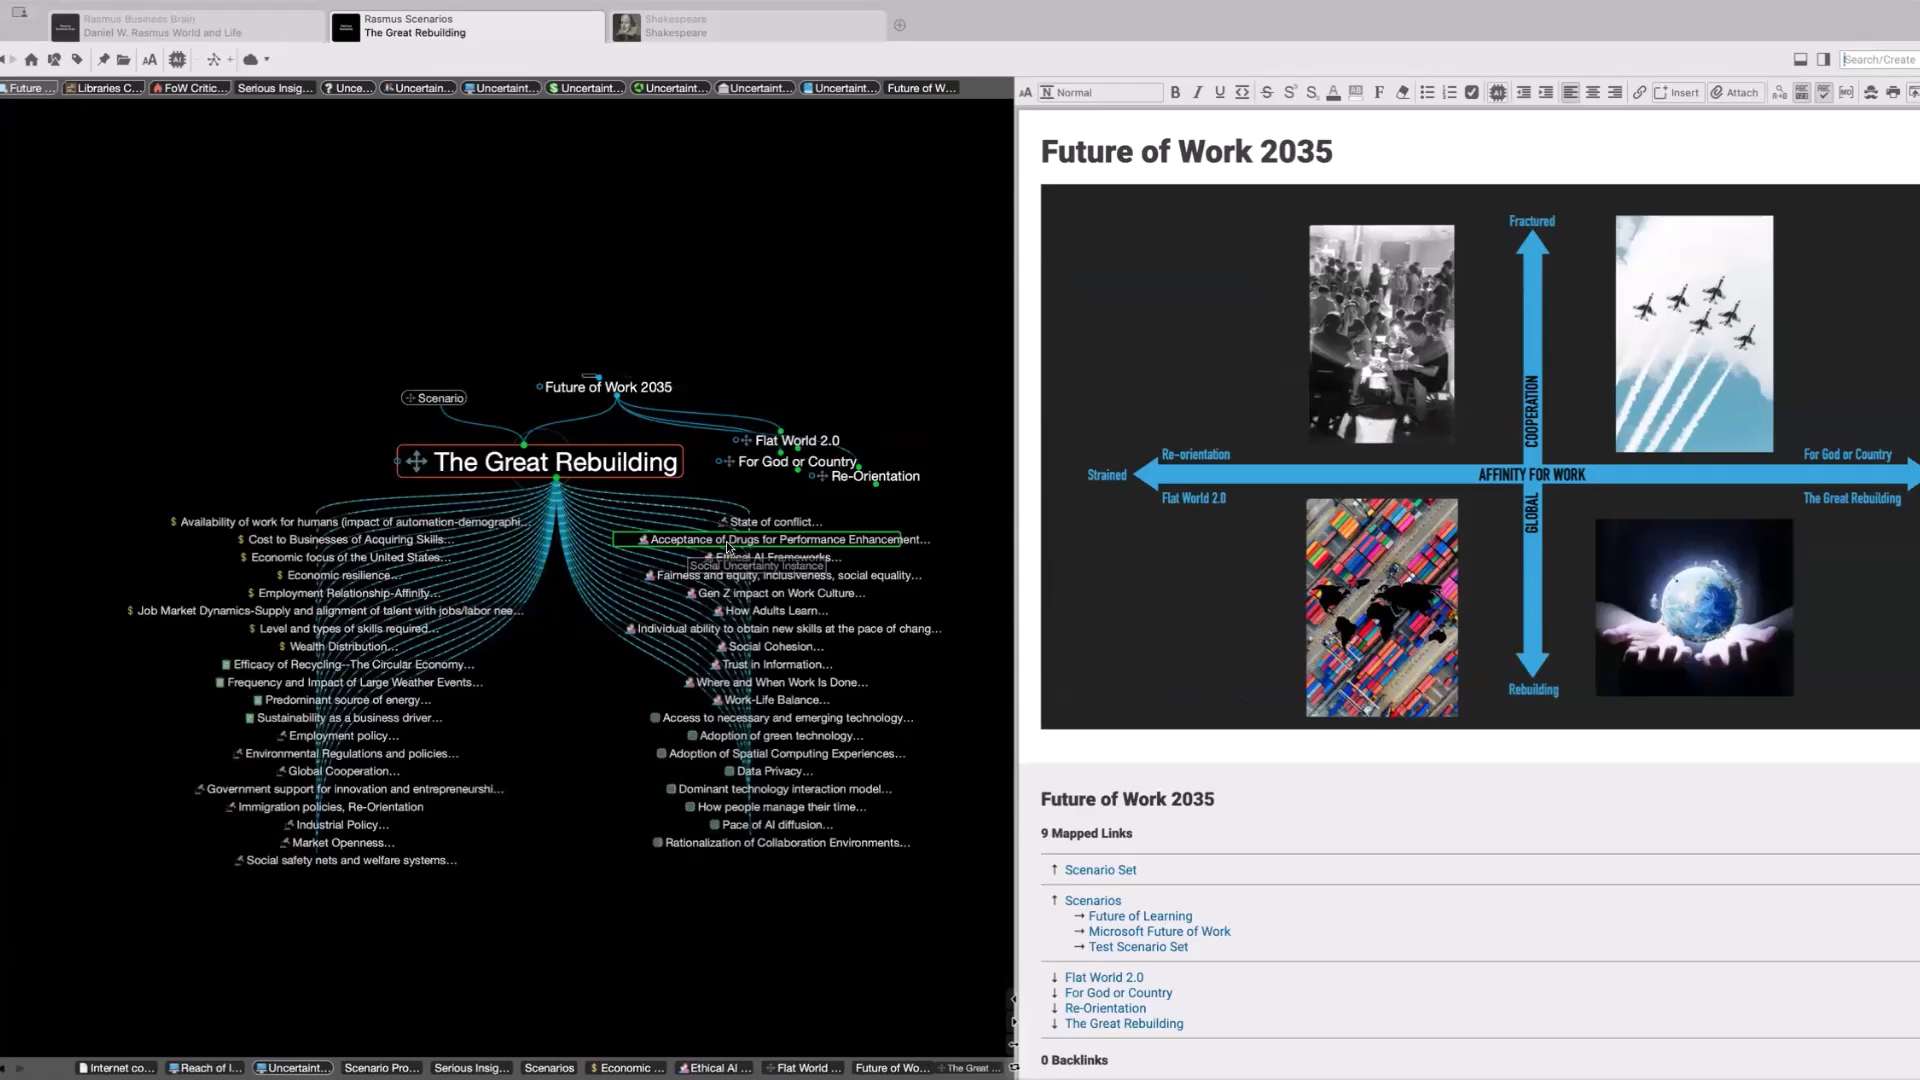 Rasmus Business Brain
Daniel W. Rasmus World and Life
Rasmus Scenarios
The Great Rebuilding
Shakespeare
Shakespeare
Search/Create
Future ...
Libraries C...
FoW Critic...
Serious Insig...
? Unce...
Uncertain...
Uncertaint...
$ Uncertaint...
Uncertaint...
Uncertaint...
Uncertaint...
Future of W...
Normal
Insert
Attach
Future of Work 2035
Scenario
Future of Work 2035
The Great Rebuilding
Flat World 2.0
For God or Country
Re-Orientation
$ Availability of work for humans (impact of automation-demographi...
$ Cost to Businesses of Acquiring Skills...
$ Economic focus of the United States...
$ Economic resilience...
$ Employment Relationship-Affinity...
$ Job Market Dynamics-Supply and alignment of talent with jobs/labor nee...
$ Level and types of skills required...
$ Wealth Distribution...
Efficacy of Recycling--The Circular Economy...
Frequency and Impact of Large Weather Events...
Predominant source of energy...
Sustainability as a business driver...
Employment policy...
Environmental Regulations and policies...
Global Cooperation...
Government support for innovation and entrepreneurshi...
Immigration policies, Re-Orientation
Industrial Policy...
Market Openness...
Social safety nets and welfare systems...
State of conflict...
Acceptance of Drugs for Performance Enhancement...
Ethical AI Frameworks...
Social Uncertainty Instance
Fairness and equity, inclusiveness, social equality...
Gen Z impact on Work Culture...
How Adults Learn...
Individual ability to obtain new skills at the pace of chang...
Social Cohesion...
Trust in Information...
Where and When Work Is Done...
Work-Life Balance...
Access to necessary and emerging technology...
Adoption of green technology...
Adoption of Spatial Computing Experiences...
Data Privacy...
Dominant technology interaction model...
How people manage their time...
Pace of AI diffusion...
Rationalization of Collaboration Environments...
Fractured
COOPERATION
Re-orientation
For God or Country
Strained
AFFINITY FOR WORK
Flat World 2.0
The Great Rebuilding
GLOBAL
Rebuilding
Future of Work 2035
9 Mapped Links
↑ Scenario Set
↑ Scenarios
→ Future of Learning
→ Microsoft Future of Work
→ Test Scenario Set
↓ Flat World 2.0
↓ For God or Country
↓ Re-Orientation
↓ The Great Rebuilding
0 Backlinks
Internet co...
Reach of I...
Uncertaint...
Scenario Pro...
Serious Insig...
Scenarios
$ Economic ...
Ethical AI ...
Flat World ...
Future of Wo...
The Great ...